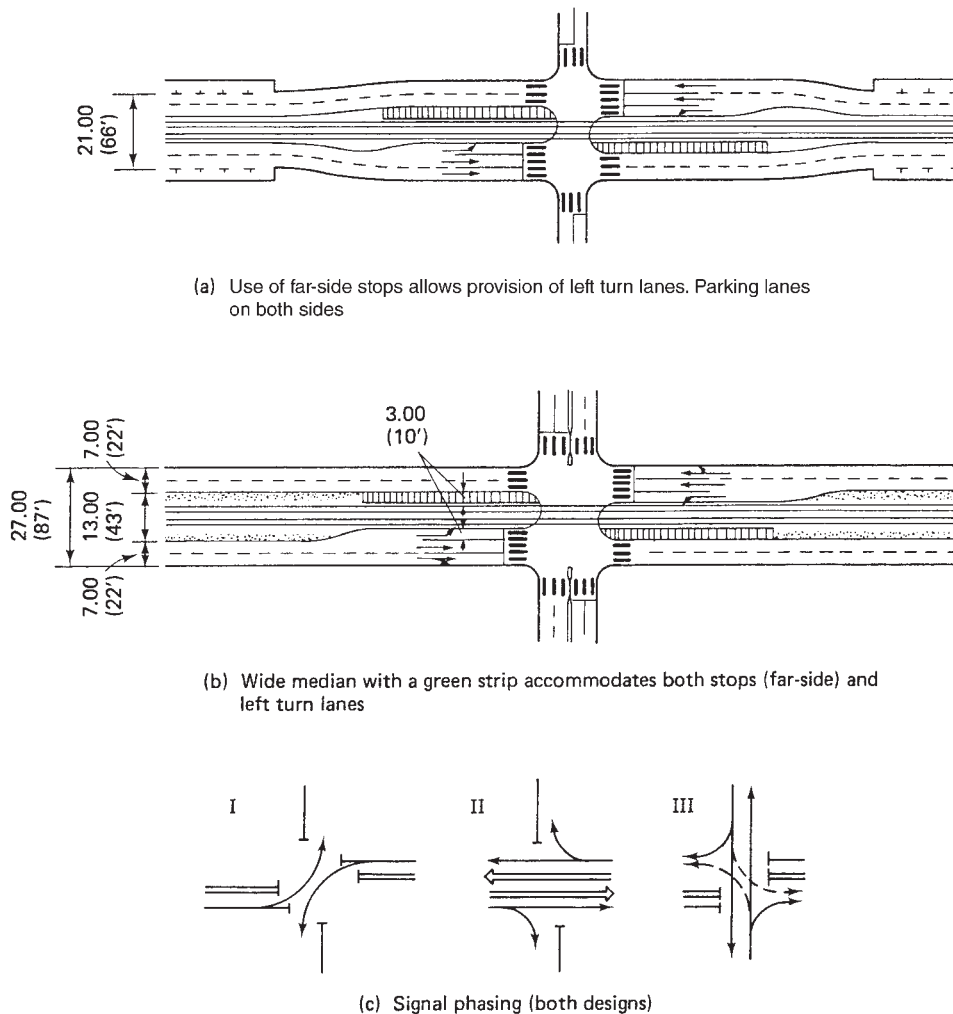 21.00
(66')
(a) Use of far-side stops allows provision of left turn lanes. Parking lanes
on both sides
3.00
(10')
7.00
(22')
27.00
(87')
13.00
(43')
7.00
(22')
(b) Wide median with a green strip accommodates both stops (far-side) and
left turn lanes
I
II
III
(c) Signal phasing (both designs)